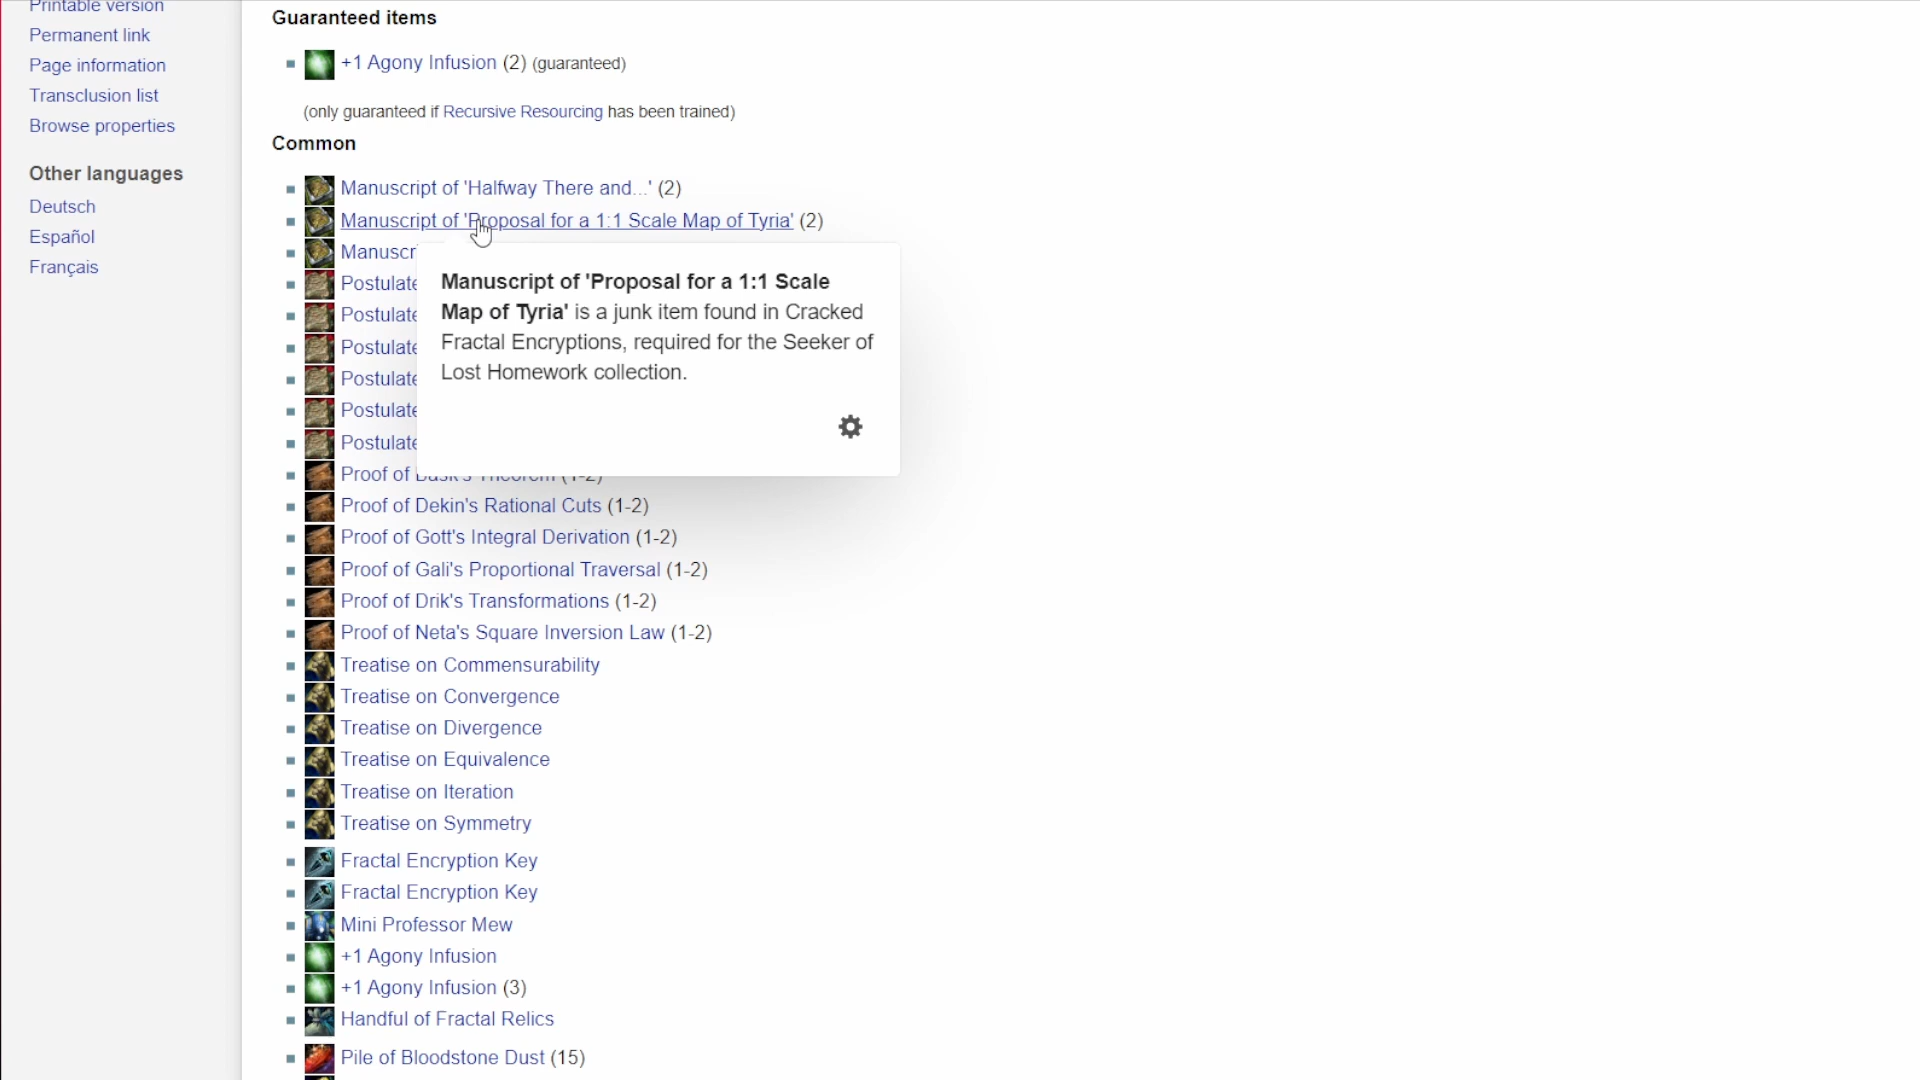 Printable version
Permanent link
Page information
Transclusion list
Browse properties
Other languages
Deutsch
Español
Français
Guaranteed items
+1 Agony Infusion (2) (guaranteed)
(only guaranteed if Recursive Resourcing has been trained)
Common
Manuscript of 'Halfway There and...' (2)
Manuscript of 'Proposal for a 1:1 Scale Map of Tyria' (2)
Manuscr
Postulate
Postulate
Postulate
Postulate
Postulate
Postulate
Manuscript of 'Proposal for a 1:1 Scale
Map of Tyria' is a junk item found in Cracked
Fractal Encryptions, required for the Seeker of
Lost Homework collection.
Proof of Dusk's Theorem (1-2)
Proof of Dekin's Rational Cuts (1-2)
Proof of Gott's Integral Derivation (1-2)
Proof of Gali's Proportional Traversal (1-2)
Proof of Drik's Transformations (1-2)
Proof of Neta's Square Inversion Law (1-2)
Treatise on Commensurability
Treatise on Convergence
Treatise on Divergence
Treatise on Equivalence
Treatise on Iteration
Treatise on Symmetry
Fractal Encryption Key
Fractal Encryption Key
Mini Professor Mew
+1 Agony Infusion
+1 Agony Infusion (3)
Handful of Fractal Relics
Pile of Bloodstone Dust (15)